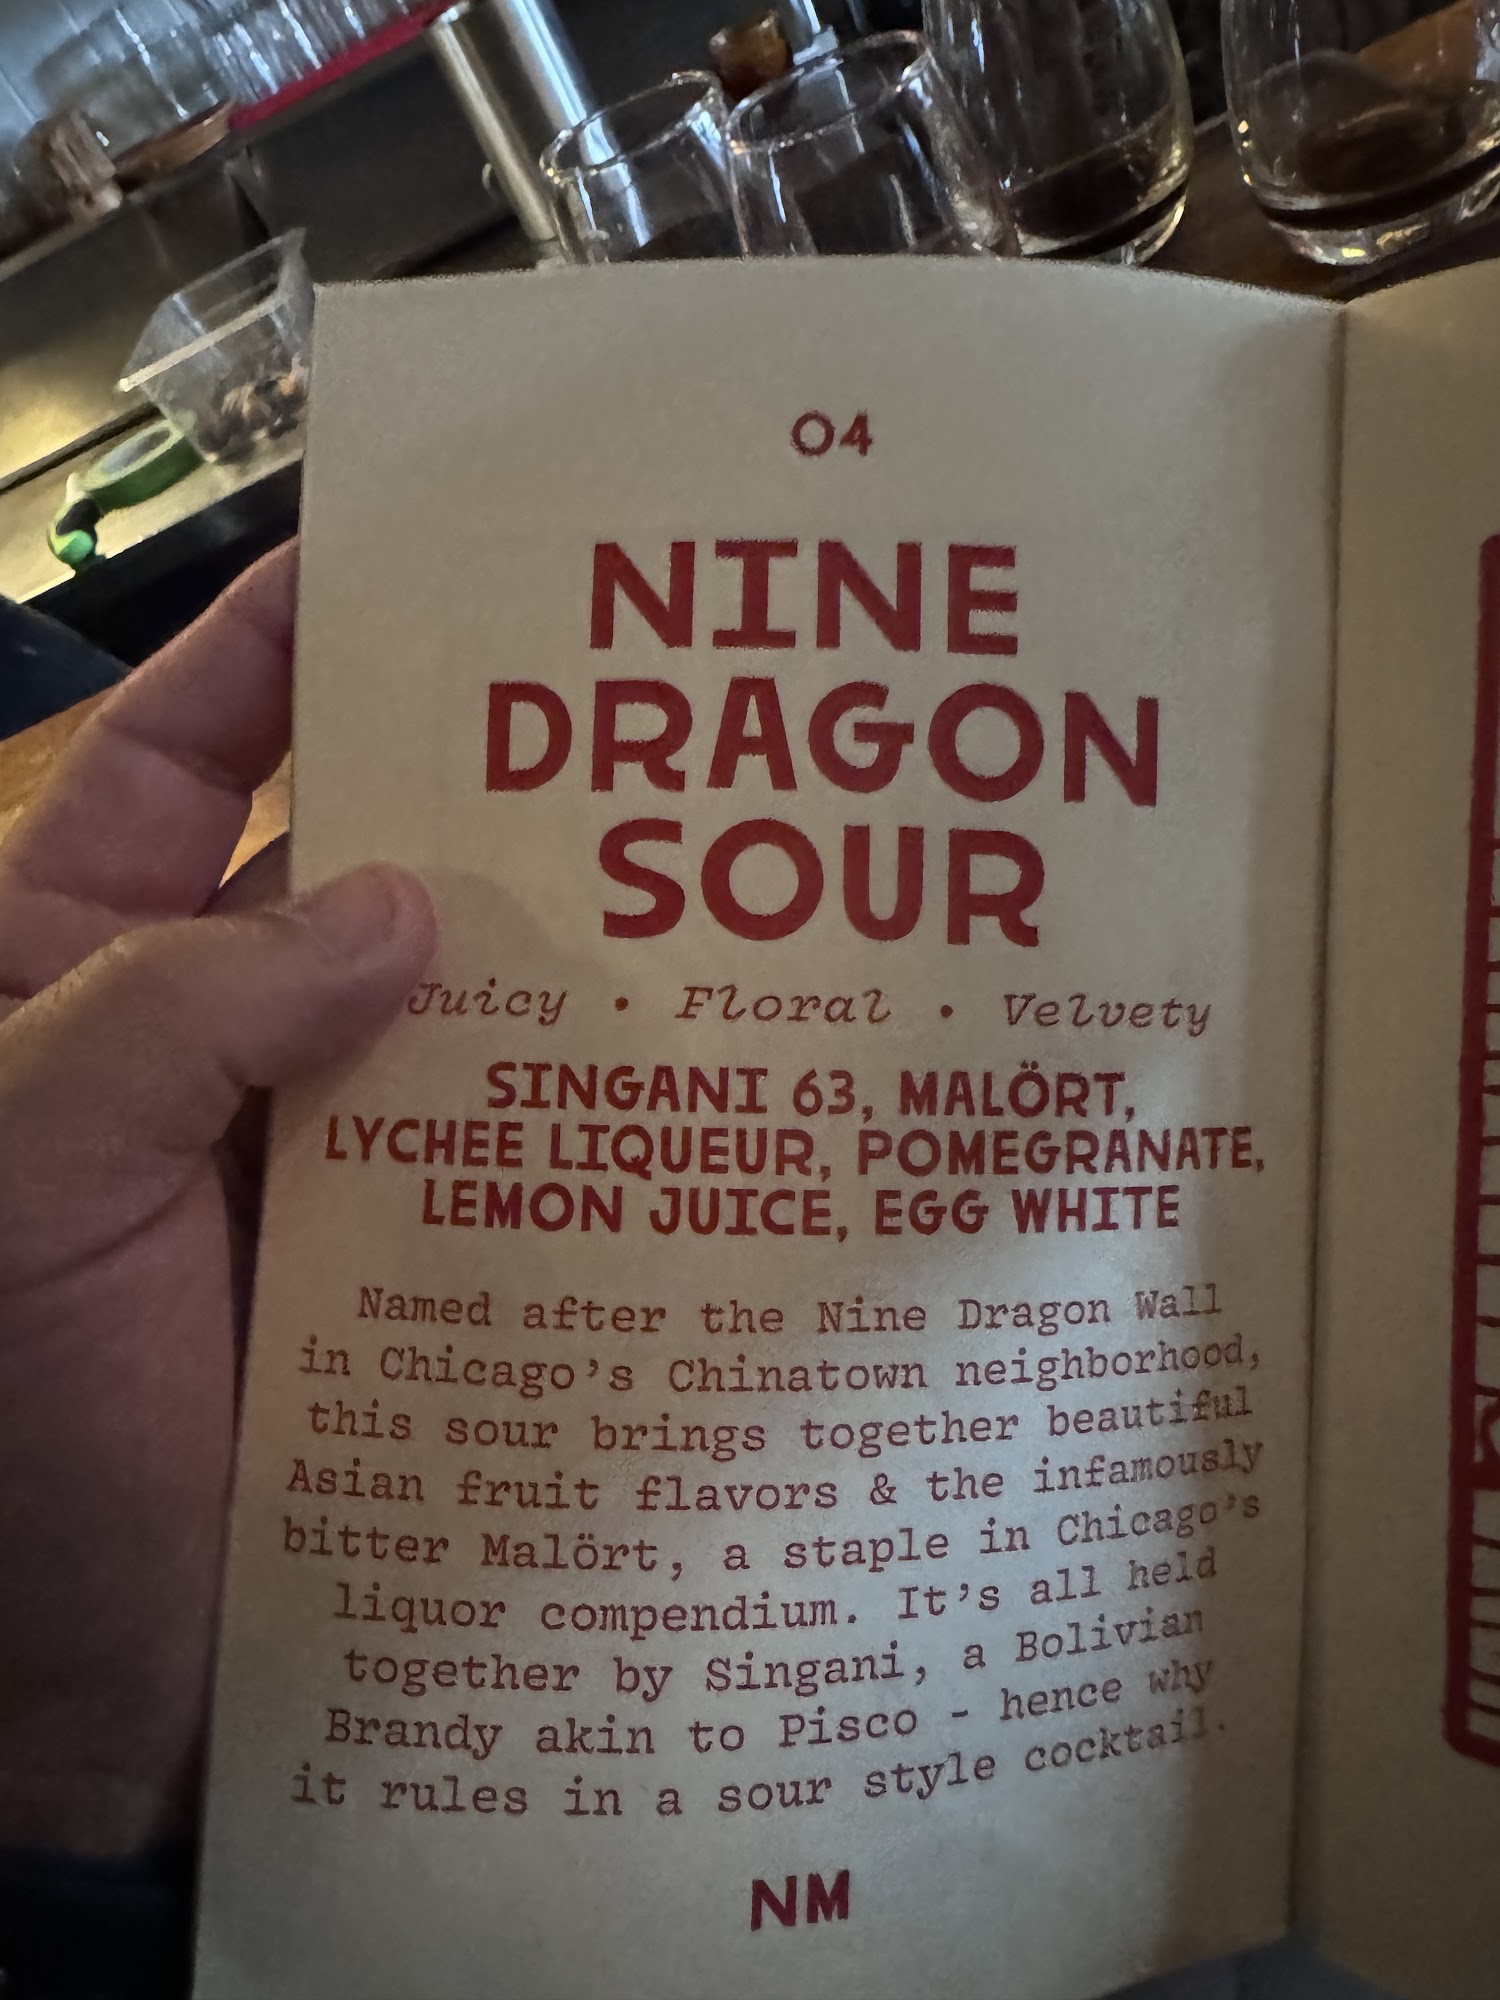 04
NINE
DRAGON
SOUR
Juicy • Floral • Velvety
SINGANI 63, MALÖRT,
LYCHEE LIQUEUR, POMEGRANATE,
LEMON JUICE, EGG WHITE
Named after the Nine Dragon Wall
in Chicago's Chinatown neighborhood,
this sour brings together beautiful
Asian fruit flavors & the infamously
bitter Malört, a staple in Chicago's
liquor compendium. It's all held
together by Singani, a Bolivian
Brandy akin to Pisco - hence why
it rules in a sour style cocktail.
NM